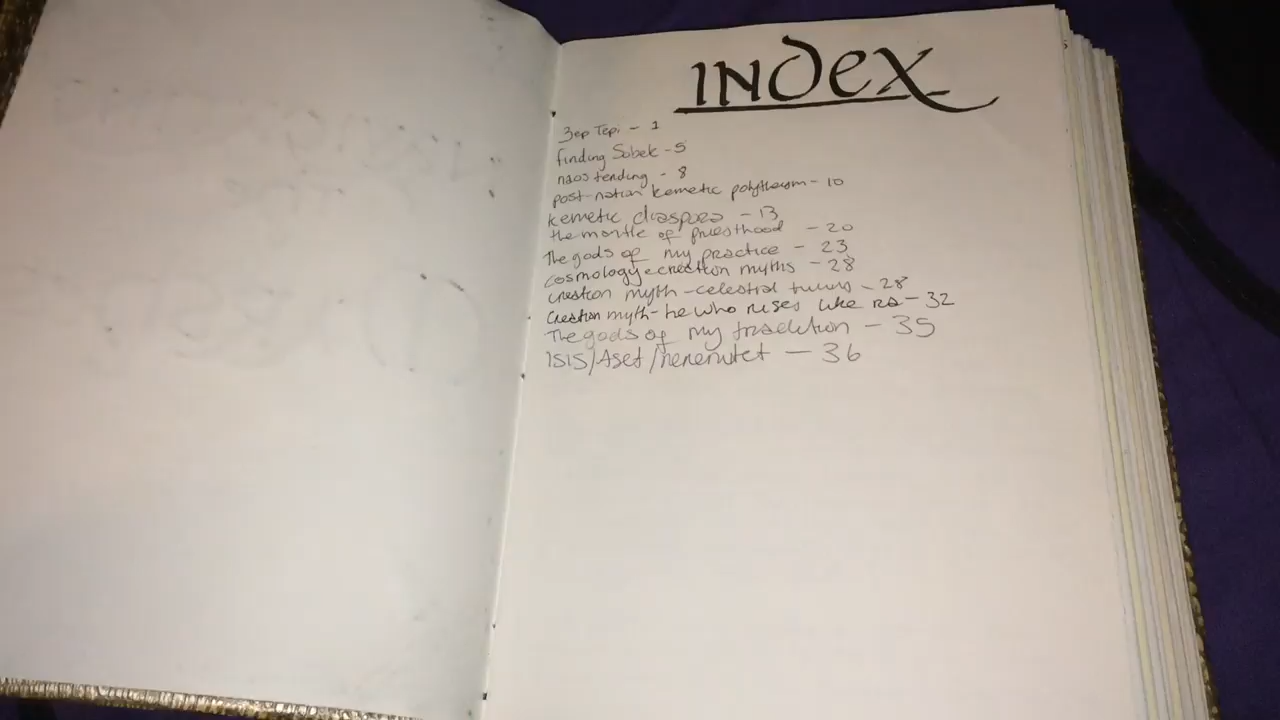 INDEX
Zep Tepi - 1
finding Sobek - 5
naos tending - 8
post-nation kemetic polytheism - 10
kemetic diaspora - 13
the mantle of priesthood - 20
The gods of my practice - 23
cosmology + creation myths - 28
creation myth - celestial twins - 28
Creation myth - he who rises like ra - 32
The gods of my tradition - 35
ISIS/Aset/renenutet - 36